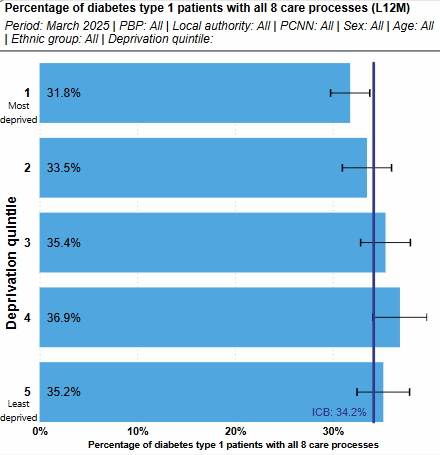 Percentage of diabetes type 1 patients with all 8 care processes (L12M)
Period: March 2025 | PBP: All | Local authority: All | PCNN: All | Sex: All | Age: All
| Ethnic group: All | Deprivation quintile:
Deprivation quintile
1
Most
deprived
31.8%
2
33.5%
3
35.4%
4
36.9%
5
Least
deprived
35.2%
ICB: 34.2%
0%
10%
20%
30%
Percentage of diabetes type 1 patients with all 8 care processes